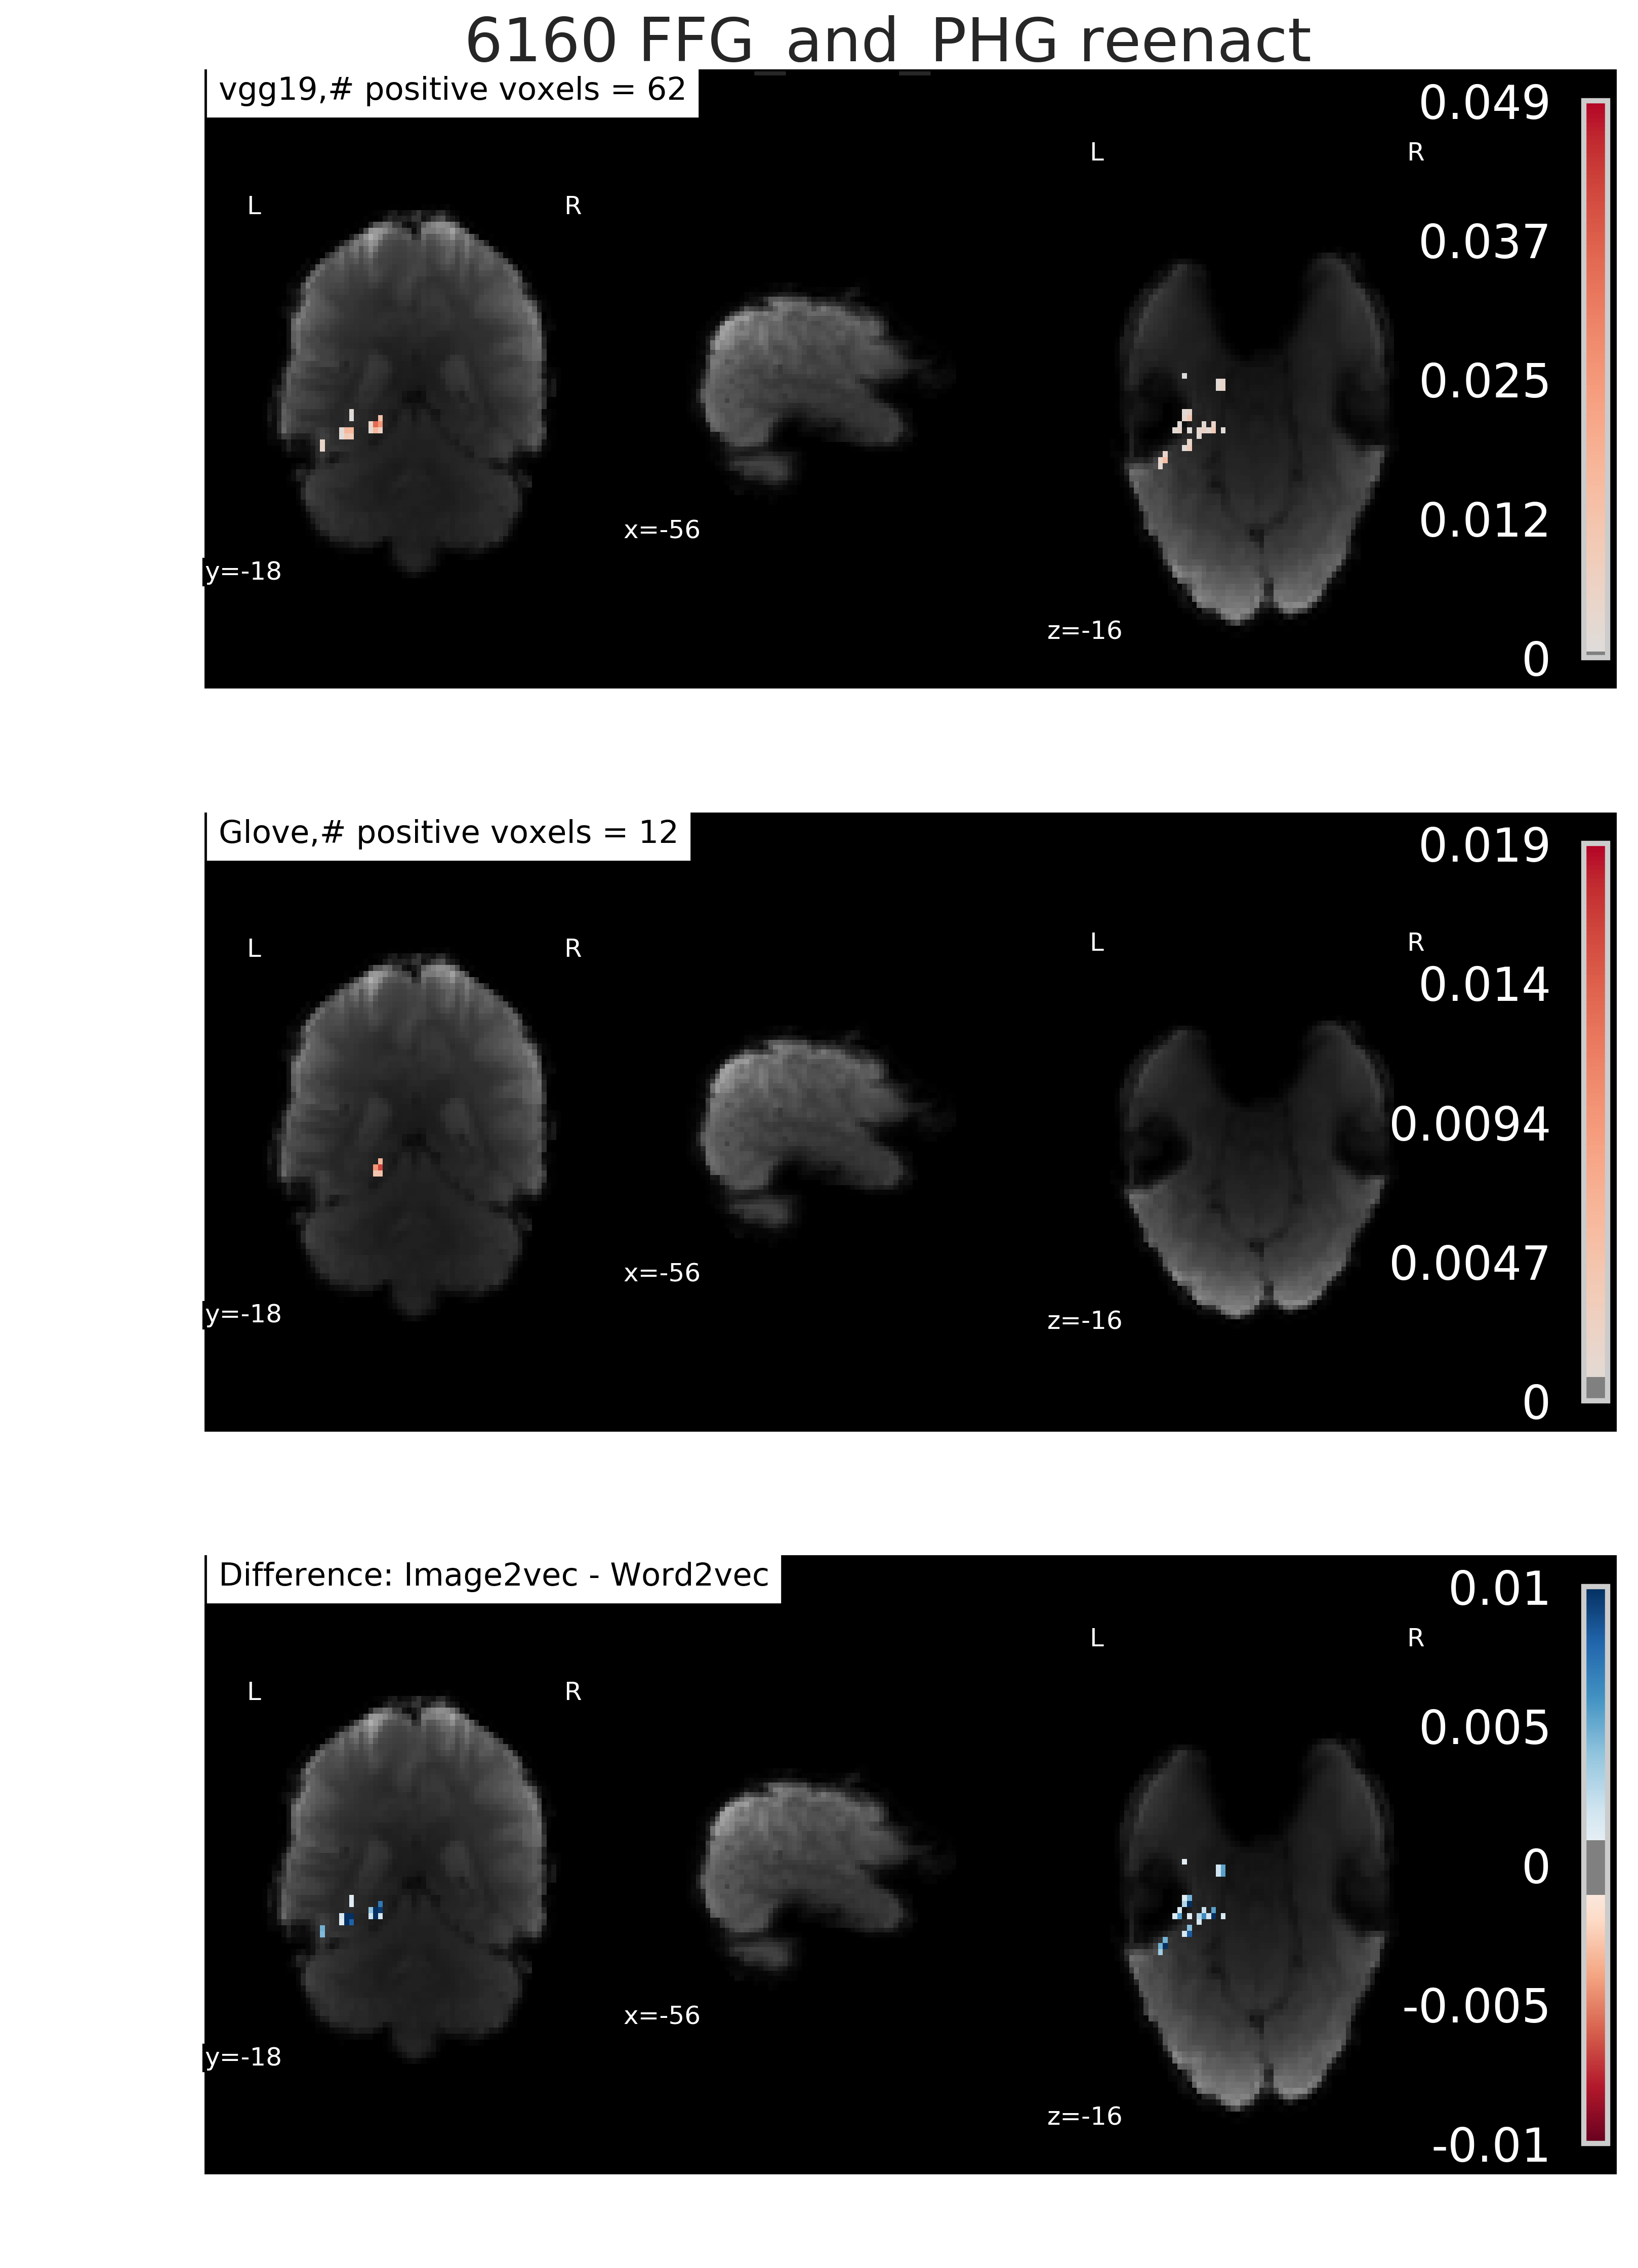 6160 FFG_and_PHG reenact
vgg19,# positive voxels = 62
0.049
L R
0.037
L R
0.025
0.012
x=-56
y=-18
z=-16
0
Glove,# positive voxels = 12
0.019
L R
L R
0.014
0.0094
0.0047
x=-56
y=-18
z=-16
0
Difference: Image2vec - Word2vec
0.01
L R
L R
0.005
0
-0.005
x=-56
y=-18
z=-16
-0.01